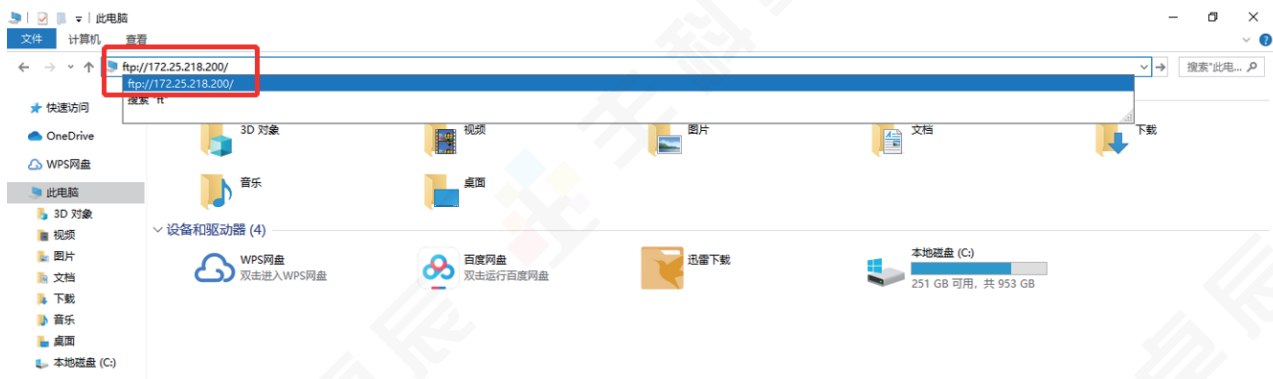 此电脑
文件 计算机 查看
ftp://172.25.218.200/ 搜索"此电...
ftp://172.25.218.200/
搜索 "ft"
快速访问
OneDrive
WPS网盘
此电脑
3D 对象
视频
图片
文档
下载
音乐
桌面
本地磁盘 (C:)
3D 对象 视频 图片 文档 下载
音乐 桌面
设备和驱动器 (4)
WPS网盘 百度网盘 迅雷下载 本地磁盘 (C:)
双击进入WPS网盘 双击运行百度网盘 251 GB 可用，共 953 GB